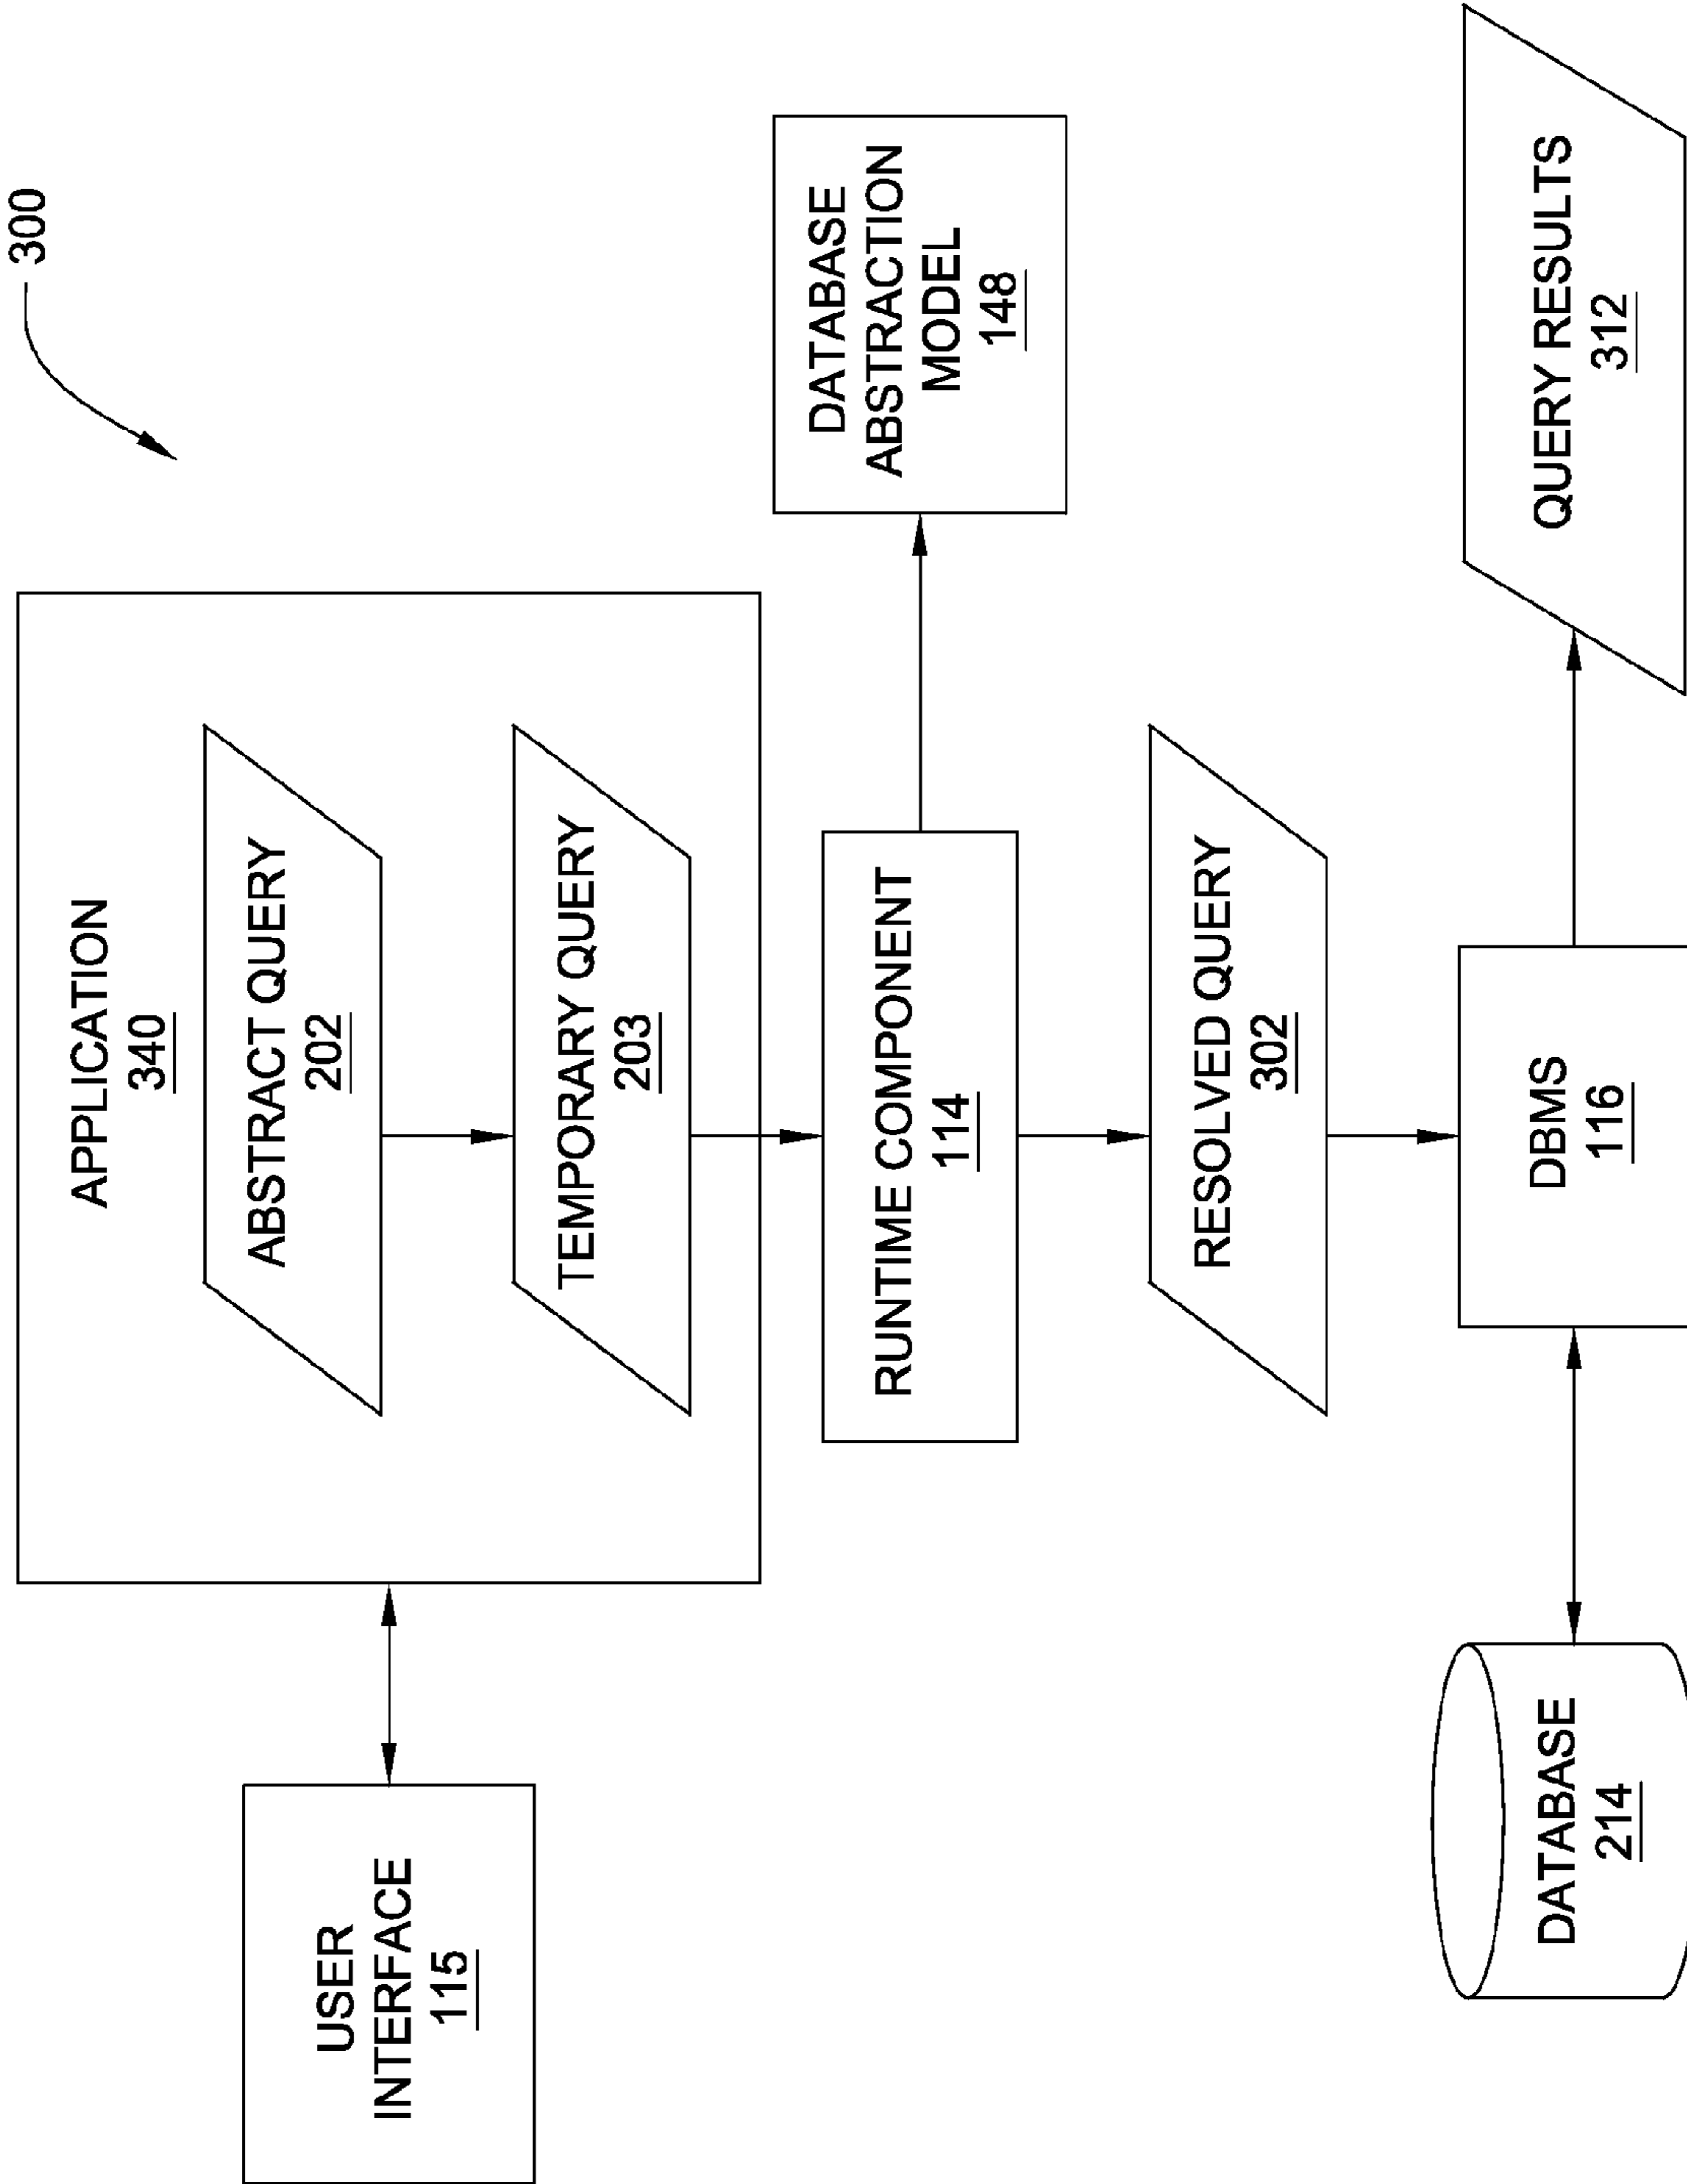 300
APPLICATION
340
ABSTRACT QUERY
202
USER
INTERFACE
115
TEMPORARY QUERY
203
RUNTIME COMPONENT
114
DATABASE
ABSTRACTION
MODEL
148
RESOLVED QUERY
302
DATABASE
214
DBMS
116
QUERY RESULTS
312